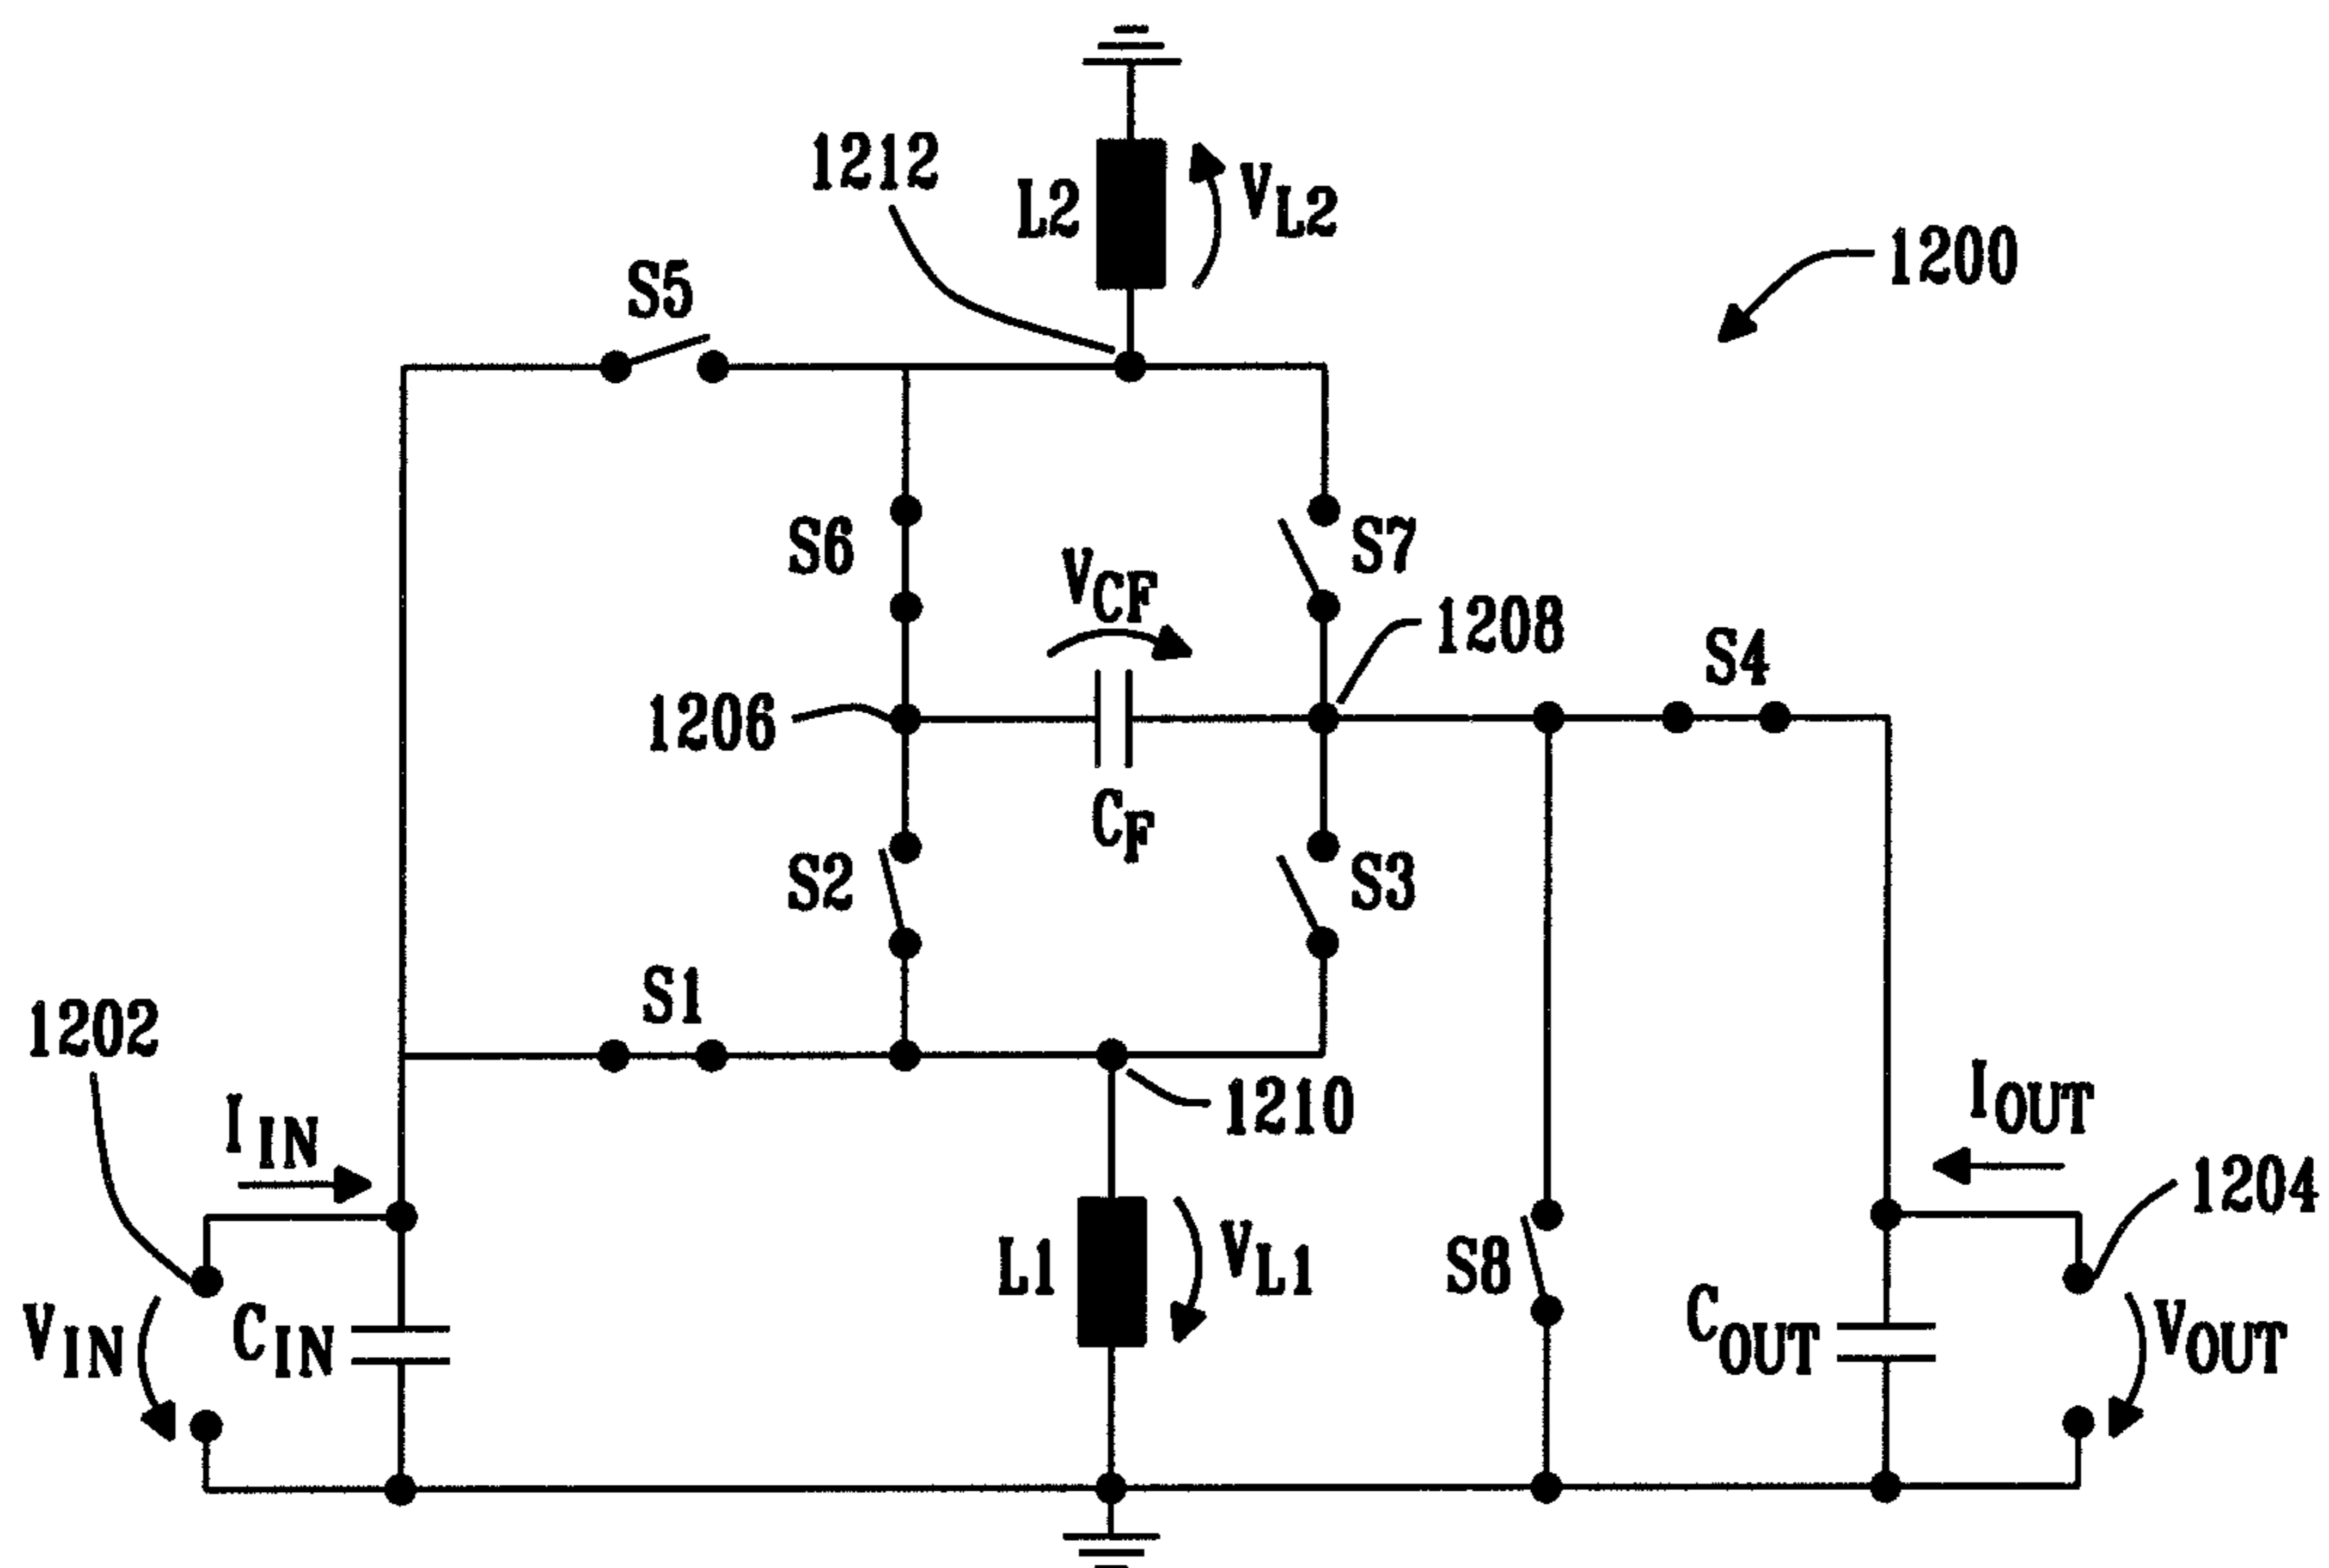 1212
L2
VL2
1200
S5
S6
VCF
S7
1208
S4
1206
CF
S2
S3
S1
1202
1210
IIN
IOUT
1204
VIN
CIN
L1
VL1
S8
COUT
VOUT